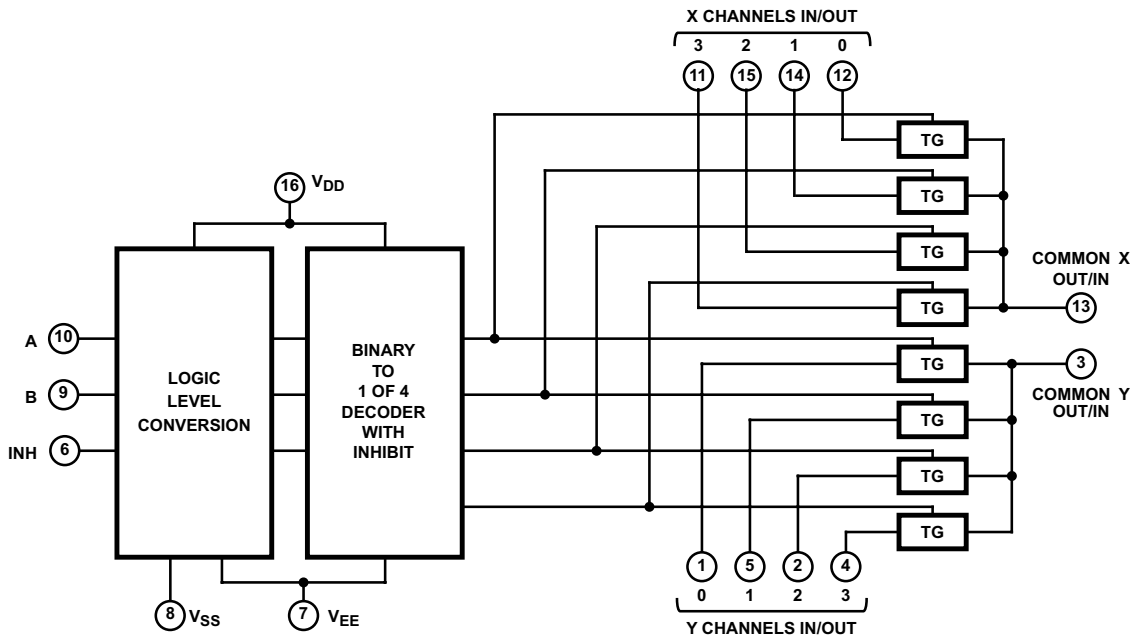 X CHANNELS IN/OUT
3 2 1 0
11 15 14 12
TG
16 VDD
TG
TG
COMMON X
OUT/IN
TG
13
A 10
LOGIC
LEVEL
CONVERSION
BINARY
TO
1 OF 4
DECODER
WITH
INHIBIT
TG
3
COMMON Y
OUT/IN
B 9
TG
INH 6
TG
TG
1 5 2 4
0 1 2 3
8 VSS
7 VEE
Y CHANNELS IN/OUT